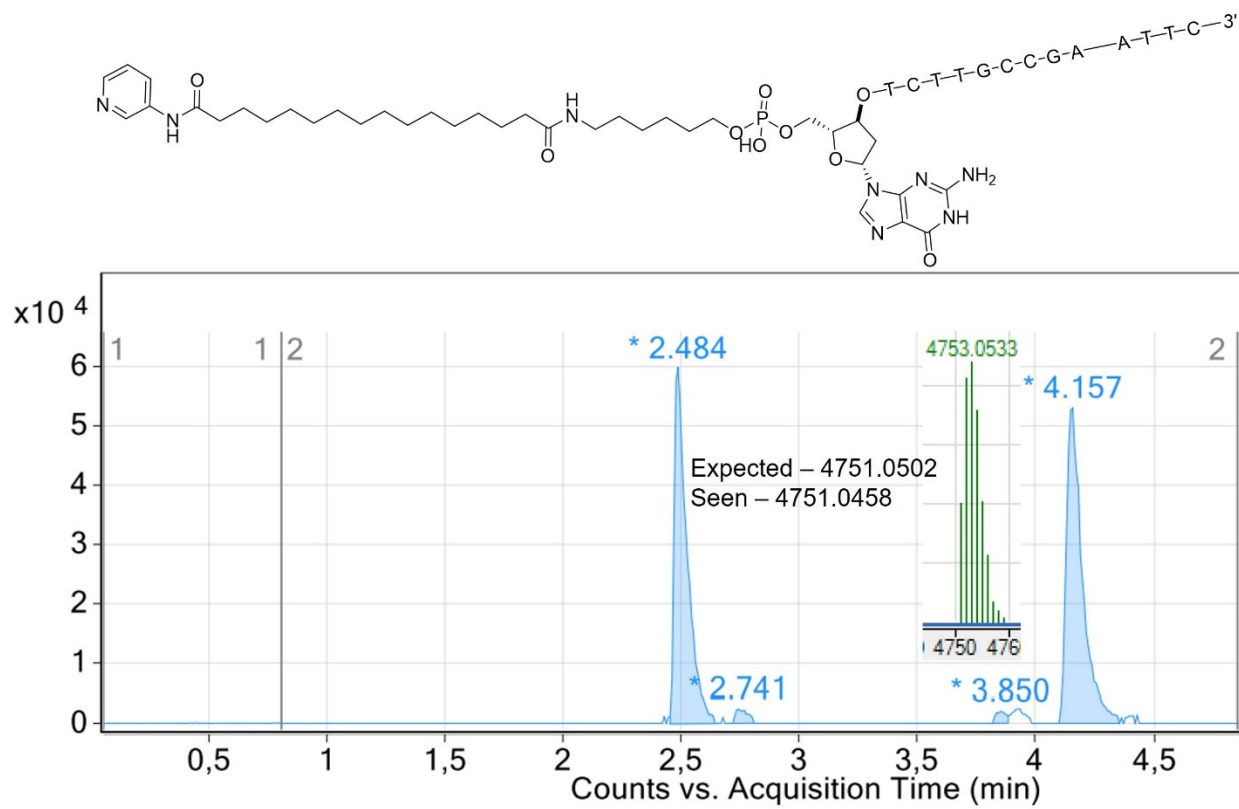 O
N
N
H
O
H
N
O
O
P
HO
O
O
O
T-C-T-T-G-C-C-G-A—A-T-T-C-3'
N
N
N
NH2
NH
O
x10 4
1
1
2
2
* 2.484
4753.0533
* 4.157
Expected – 4751.0502
Seen – 4751.0458
* 2.741
* 3.850
4750
476
6
5
4
3
2
1
0
0,5
1
1,5
2
2,5
3
3,5
4
4,5
Counts vs. Acquisition Time (min)